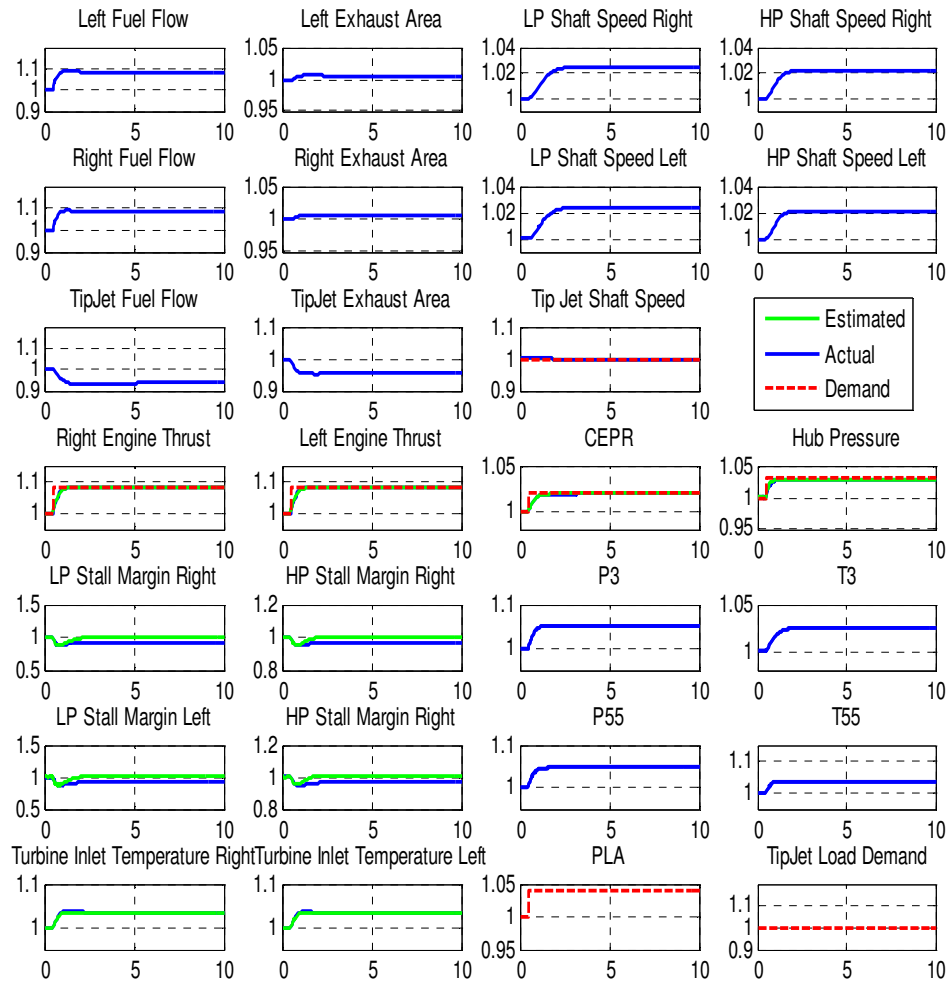 Left Fuel Flow Left Exhaust Area LP Shaft Speed Right HP Shaft Speed Right
1.1 1.05 1.04 1.04
1 1 1.02 1.02
0.9 0.95 1 1
0 5 10 0 5 10 0 5 10 0 5 10
Right Fuel Flow Right Exhaust Area LP Shaft Speed Left HP Shaft Speed Left
1.1 1.05 1.04 1.04
1 1 1.02 1.02
0.9 0.95 1 1
0 5 10 0 5 10 0 5 10 0 5 10
TipJet Fuel Flow TipJet Exhaust Area Tip Jet Shaft Speed
1.1 1.1 1.1 Estimated
1 1 1 Actual
0.9 0.9 0.9 Demand
0 5 10 0 5 10 0 5 10
Right Engine Thrust Left Engine Thrust CEPR Hub Pressure
1.1 1.1 1.05 1.05
1 1 1 1
0.95
0 5 10 0 5 10 0 5 10 0 5 10
LP Stall Margin Right HP Stall Margin Right P3 T3
1.5 1.2 1.1 1.05
1 1 1 1
0.5 0.8
0 5 10 0 5 10 0 5 10 0 5 10
LP Stall Margin Left HP Stall Margin Right P55 T55
1.5 1.2 1.1 1.1
1 1 1 1
0.5 0.8
0 5 10 0 5 10 0 5 10 0 5 10
Turbine Inlet Temperature Right Turbine Inlet Temperature Left PLA TipJet Load Demand
1.1 1.1 1.05 1.1
1 1 1 1
0.95 0.9
0 5 10 0 5 10 0 5 10 0 5 10